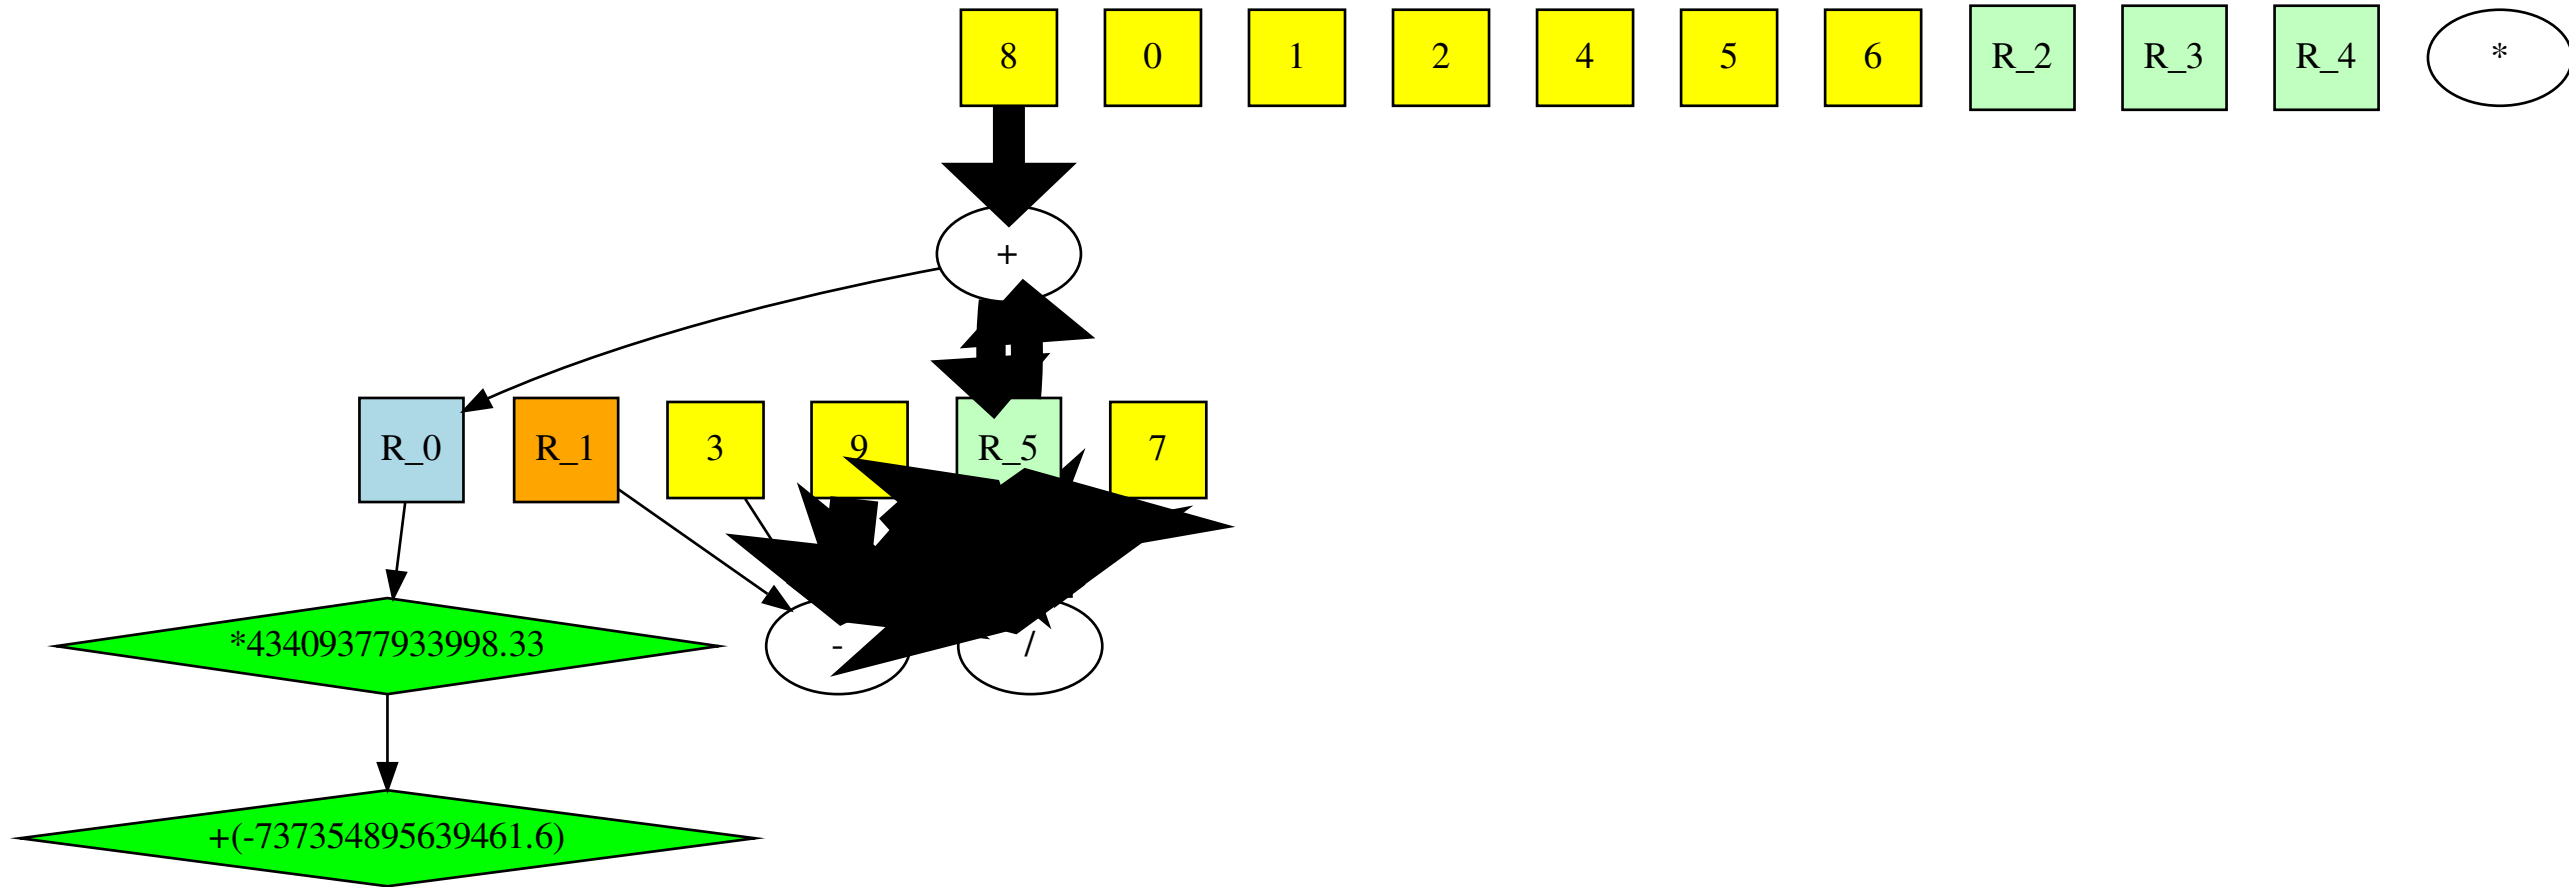 8 0 1 2 4 5 6 R_2 R_3 R_4 *
+
R_0 R_1 3 9 R_5 7
*43409377933998.33 - /
+(-737354895639461.6)